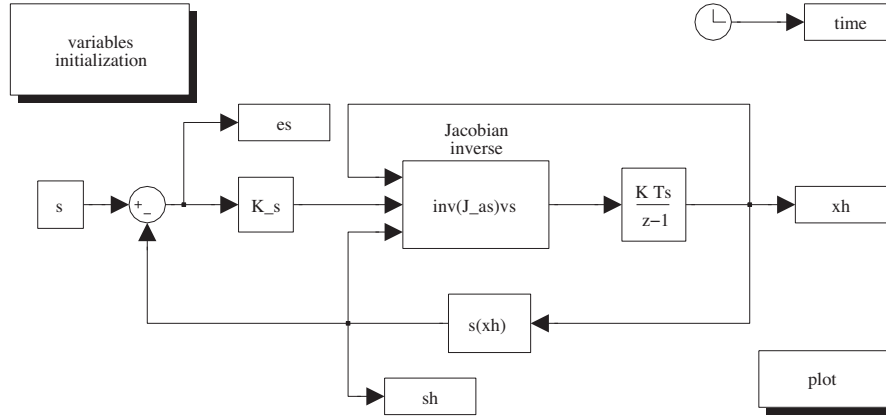 variables
initialization
time
es
Jacobian
inverse
s
+
_
K_s
inv(J_as)vs
K Ts
z−1
xh
s(xh)
sh
plot